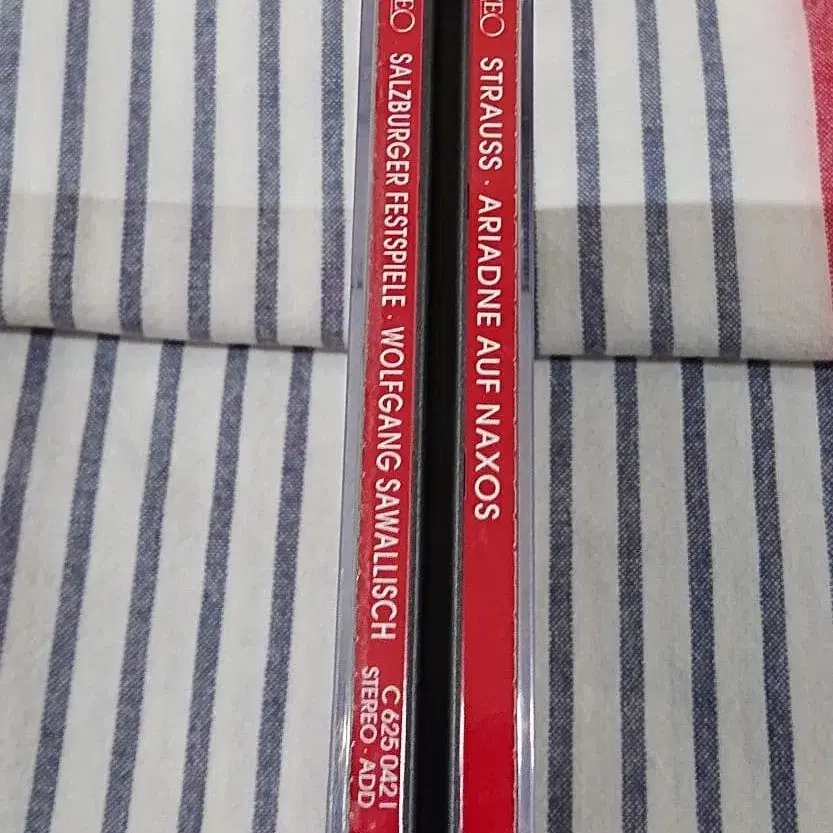 SALZBURGER FESTSPIELE · WOLFGANG SAWALLISCH
C 625 042 I
STEREO · ADD
STRAUSS · ARIADNE AUF NAXOS